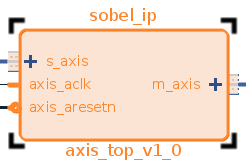 sobel_ip
s_axis
axis_aclk
m_axis
axis_aresetn
axis_top_v1_0